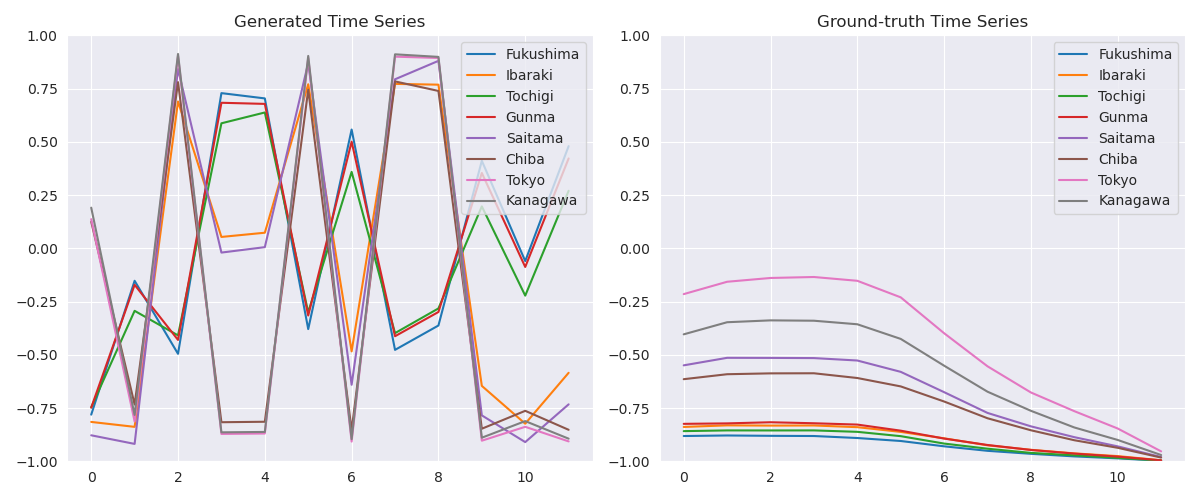 Generated Time Series
1.00
0.75
0.50
0.25
0.00
−0.25
−0.50
−0.75
−1.00
0 2 4 6 8 10
Fukushima
Ibaraki
Tochigi
Gunma
Saitama
Chiba
Tokyo
Kanagawa
Ground-truth Time Series
1.00
0.75
0.50
0.25
0.00
−0.25
−0.50
−0.75
−1.00
0 2 4 6 8 10
Fukushima
Ibaraki
Tochigi
Gunma
Saitama
Chiba
Tokyo
Kanagawa